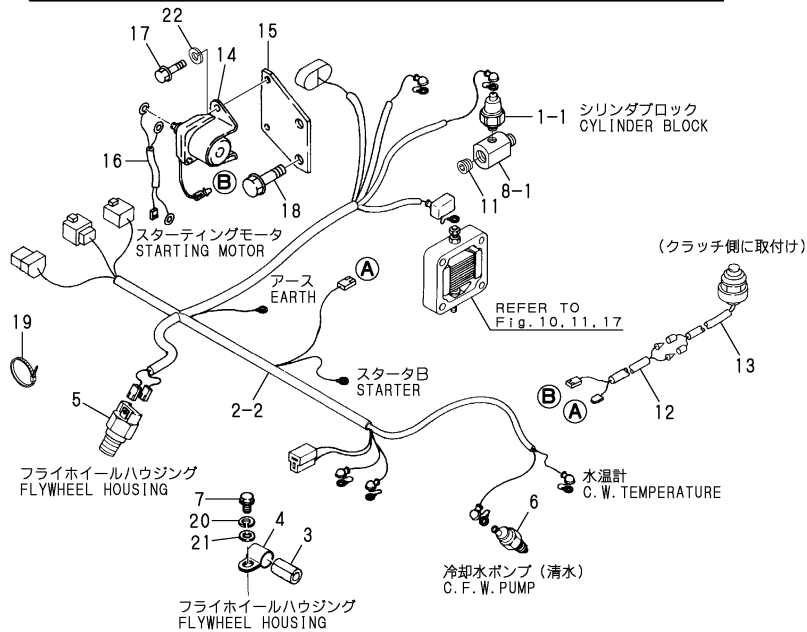 22
17
14
15
1-1
シリンダブロック
CYLINDER BLOCK
16
B
18
11
8-1
スターティングモータ
STARTING MOTOR
(クラッチ側に取付け)
アース
EARTH
A
REFER TO
Fig.10,11,17
19
13
5
スタータB
STARTER
2-2
B
A
12
フライホイールハウジング
FLYWHEEL HOUSING
水温計
C.W.TEMPERATURE
7
6
20
4
21
3
冷却水ポンプ(清水)
C.F.W.PUMP
フライホイールハウジング
FLYWHEEL HOUSING